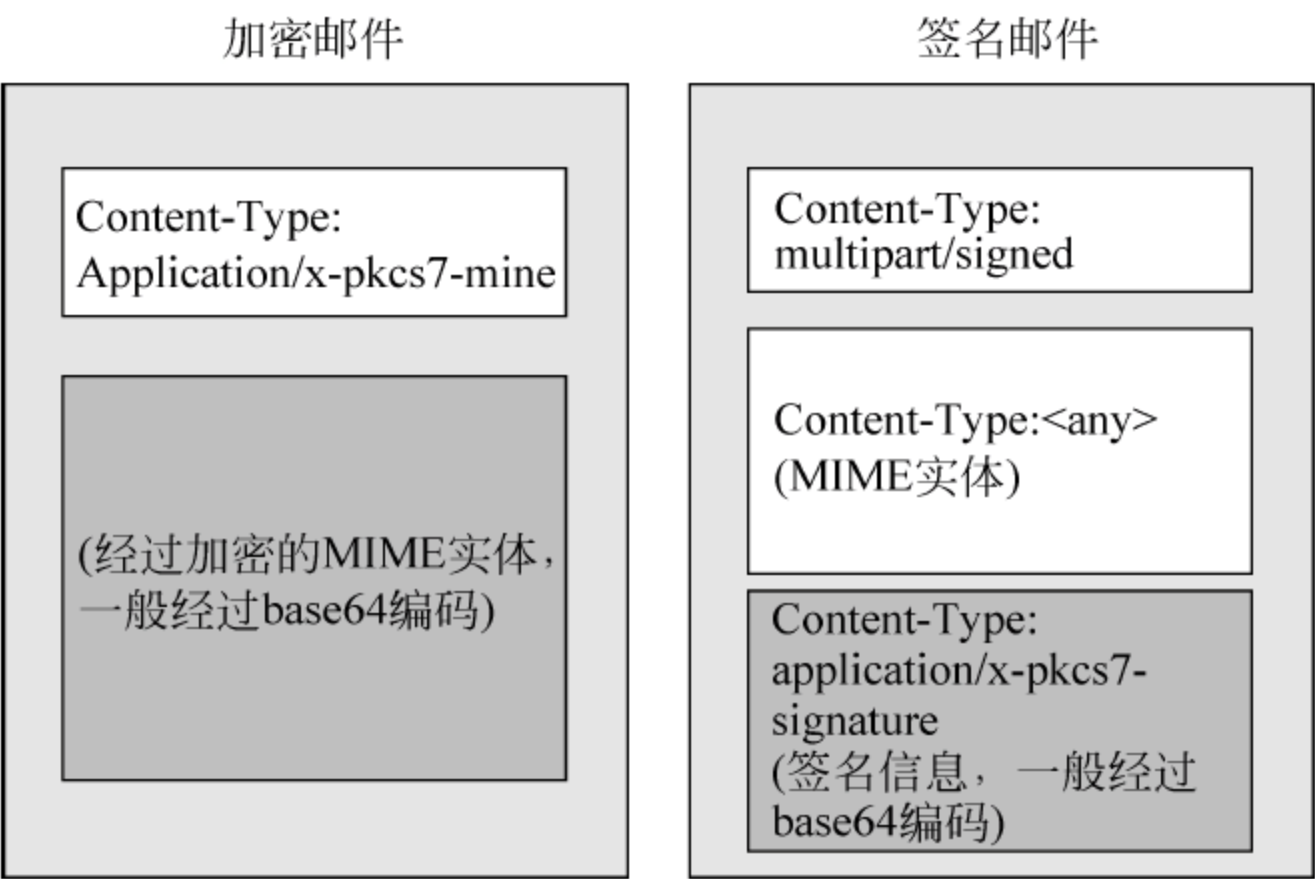 加密邮件
Content-Type:
Application/x-pkcs7-mine
(经过加密的MIME实体，
一般经过base64编码)
签名邮件
Content-Type:
multipart/signed
Content-Type:<any>
(MIME实体)
Content-Type:
application/x-pkcs7-
signature
(签名信息，一般经过
base64编码)